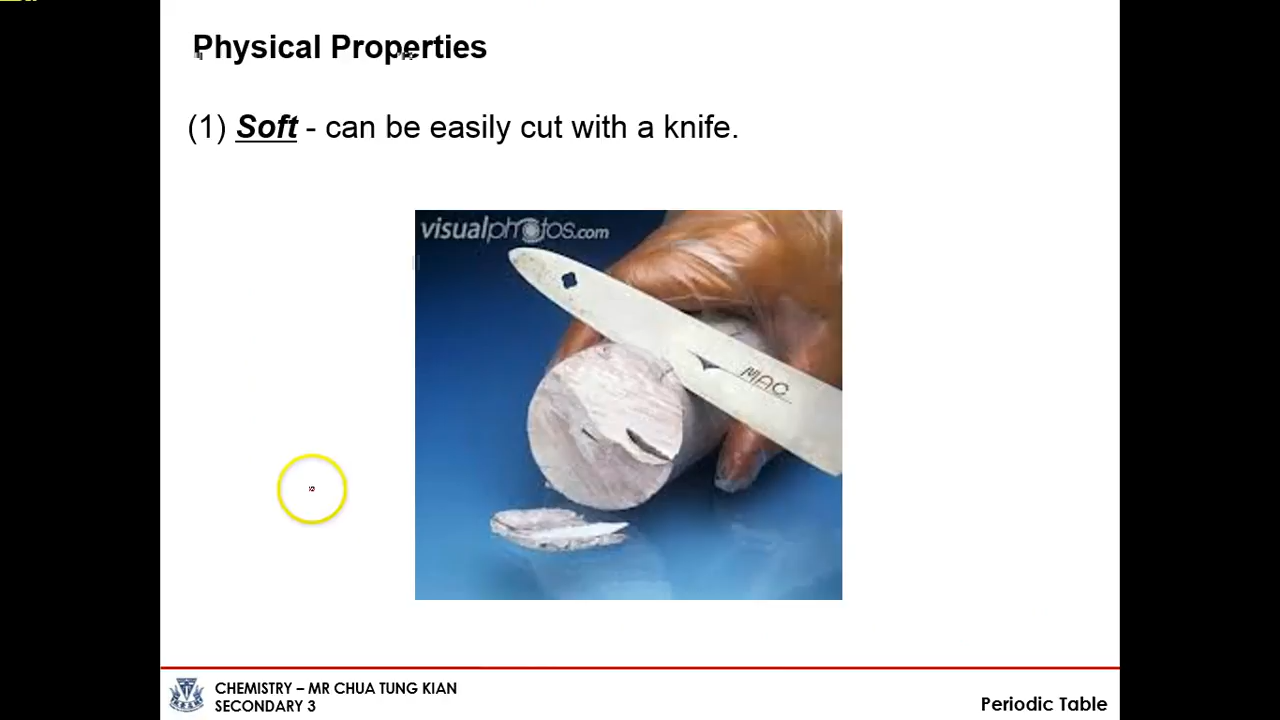 Physical Properties
(1) Soft - can be easily cut with a knife.
visualphotos.com
MAC
CHEMISTRY – MR CHUA TUNG KIAN
SECONDARY 3
Periodic Table